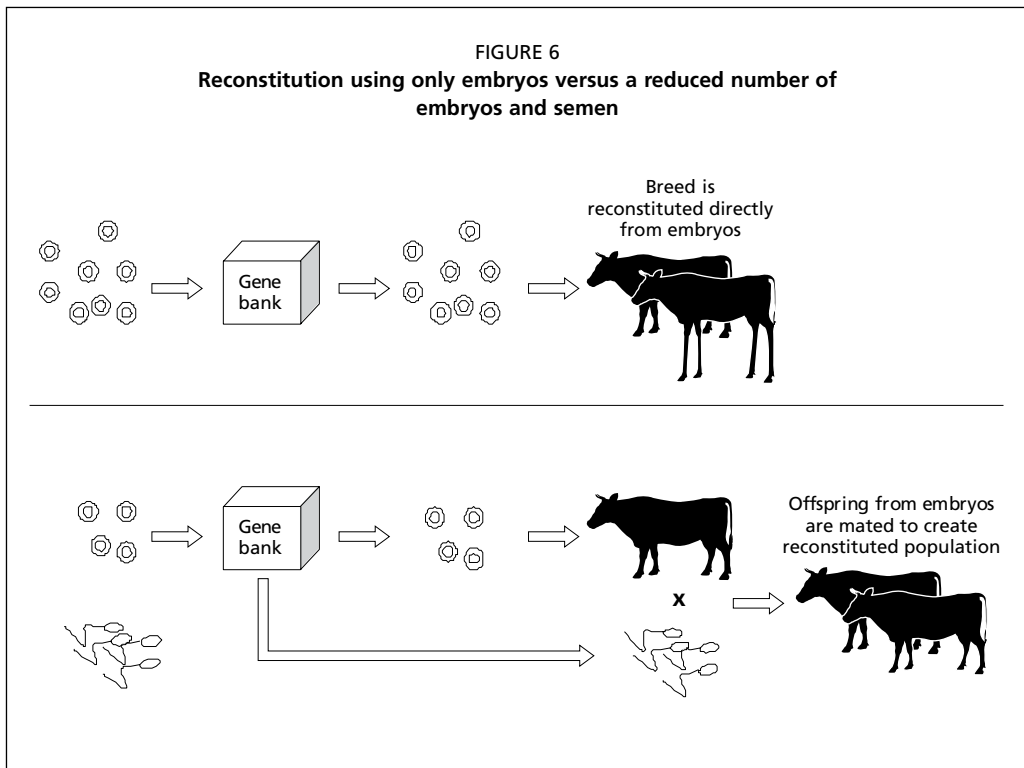 FIGURE 6
Reconstitution using only embryos versus a reduced number of
embryos and semen
Breed is
reconstituted directly
from embryos
Gene
bank
Gene
bank
Offspring from embryos
are mated to create
reconstituted population
x